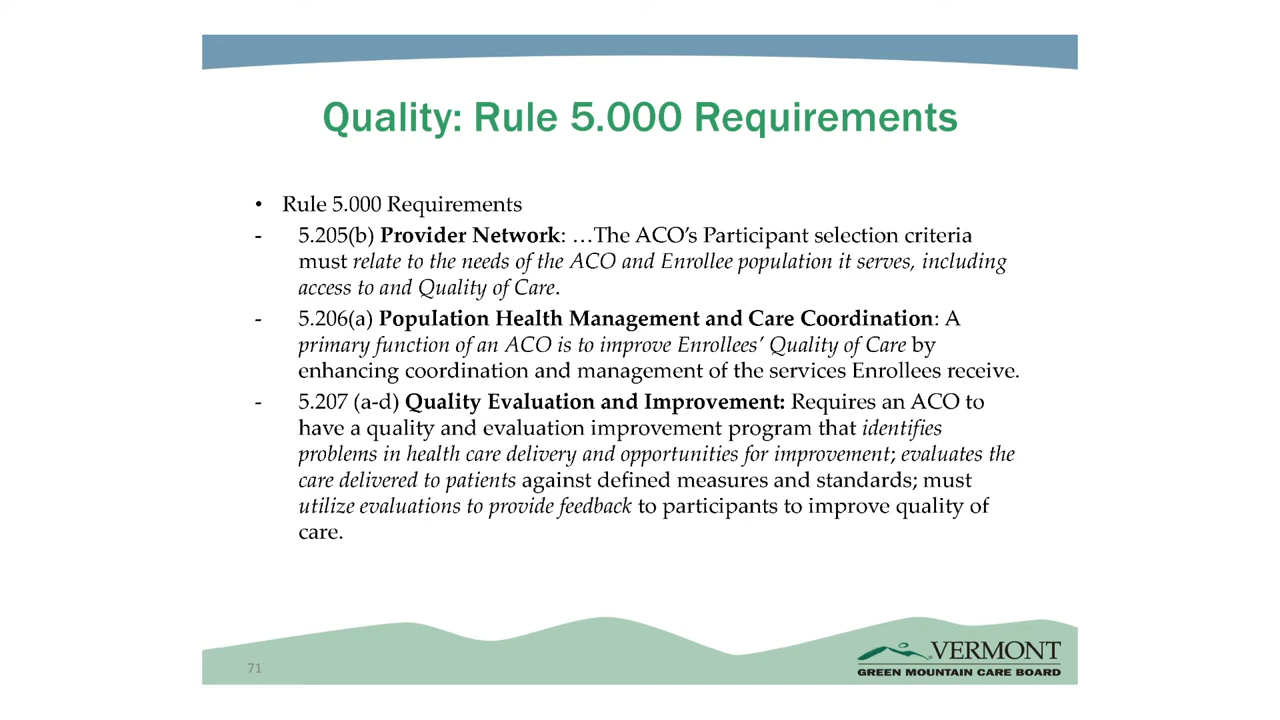 Quality: Rule 5.000 Requirements
• Rule 5.000 Requirements
- 5.205(b) Provider Network: …The ACO’s Participant selection criteria
must relate to the needs of the ACO and Enrollee population it serves, including
access to and Quality of Care.
- 5.206(a) Population Health Management and Care Coordination: A
primary function of an ACO is to improve Enrollees’ Quality of Care by
enhancing coordination and management of the services Enrollees receive.
- 5.207 (a-d) Quality Evaluation and Improvement: Requires an ACO to
have a quality and evaluation improvement program that identifies
problems in health care delivery and opportunities for improvement; evaluates the
care delivered to patients against defined measures and standards; must
utilize evaluations to provide feedback to participants to improve quality of
care.
71
VERMONT
GREEN MOUNTAIN CARE BOARD